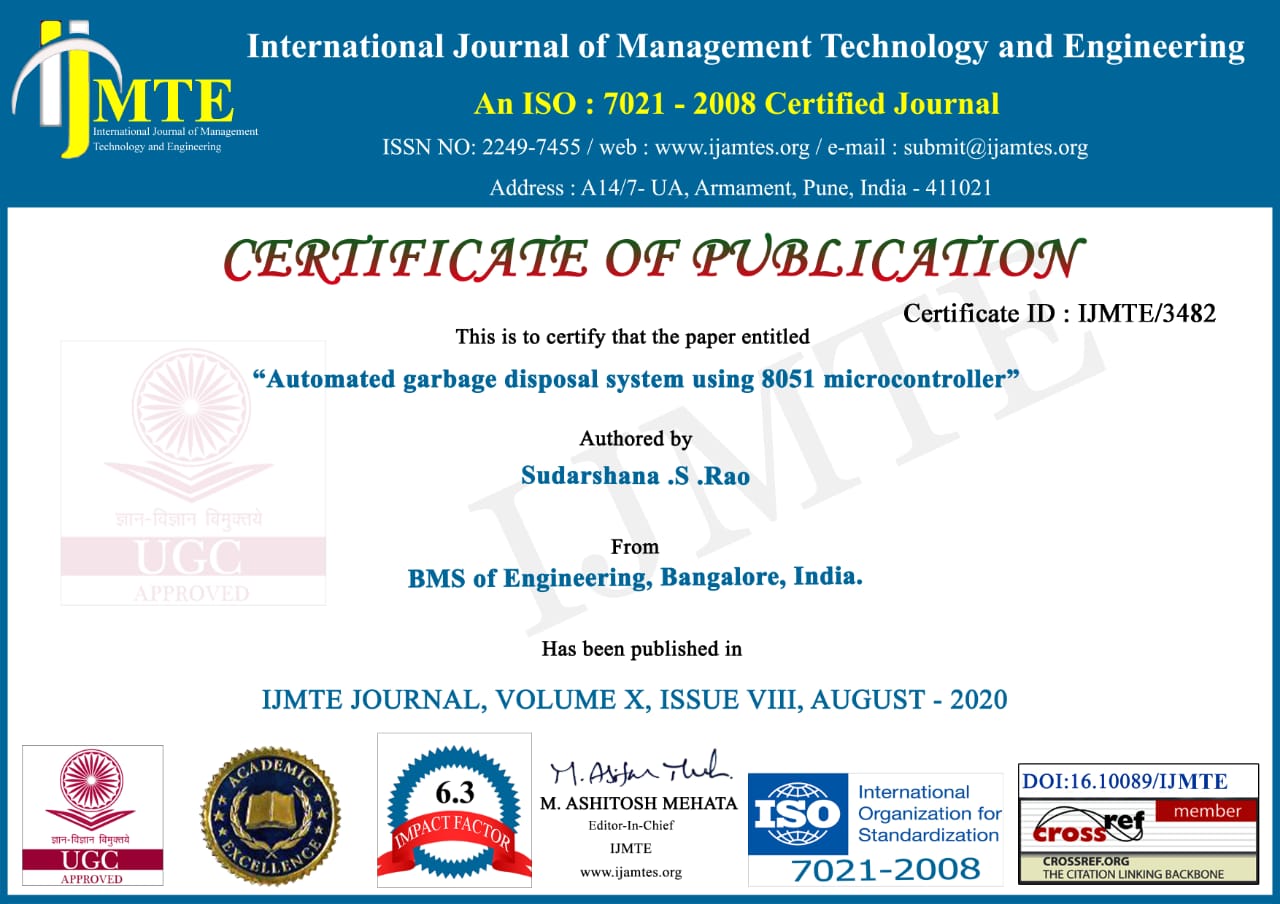 IJMTE
International Journal of Management
Technology and Engineering
International Journal of Management Technology and Engineering
An ISO : 7021 - 2008 Certified Journal
ISSN NO: 2249-7455 / web : www.ijamtes.org / e-mail : submit@ijamtes.org
Address : A14/7- UA, Armament, Pune, India - 411021
CERTIFICATE OF PUBLICATION
Certificate ID : IJMTE/3482
This is to certify that the paper entitled
“Automated garbage disposal system using 8051 microcontroller”
Authored by
Sudarshana .S .Rao
From
BMS of Engineering, Bangalore, India.
Has been published in
IJMTE JOURNAL, VOLUME X, ISSUE VIII, AUGUST - 2020
IJMTE
ज्ञान-विज्ञान विमुक्तये
UGC
APPROVED
ज्ञान-विज्ञान विमुक्तये
UGC
APPROVED
ACADEMIC
EXCELLENCE
6.3
IMPACT FACTOR
M. ASHITOSH MEHATA
Editor-In-Chief
IJMTE
www.ijamtes.org
ISO
International
Organization for
Standardization
7021-2008
DOI:16.10089/IJMTE
member
crossref
CROSSREF.ORG
THE CITATION LINKING BACKBONE